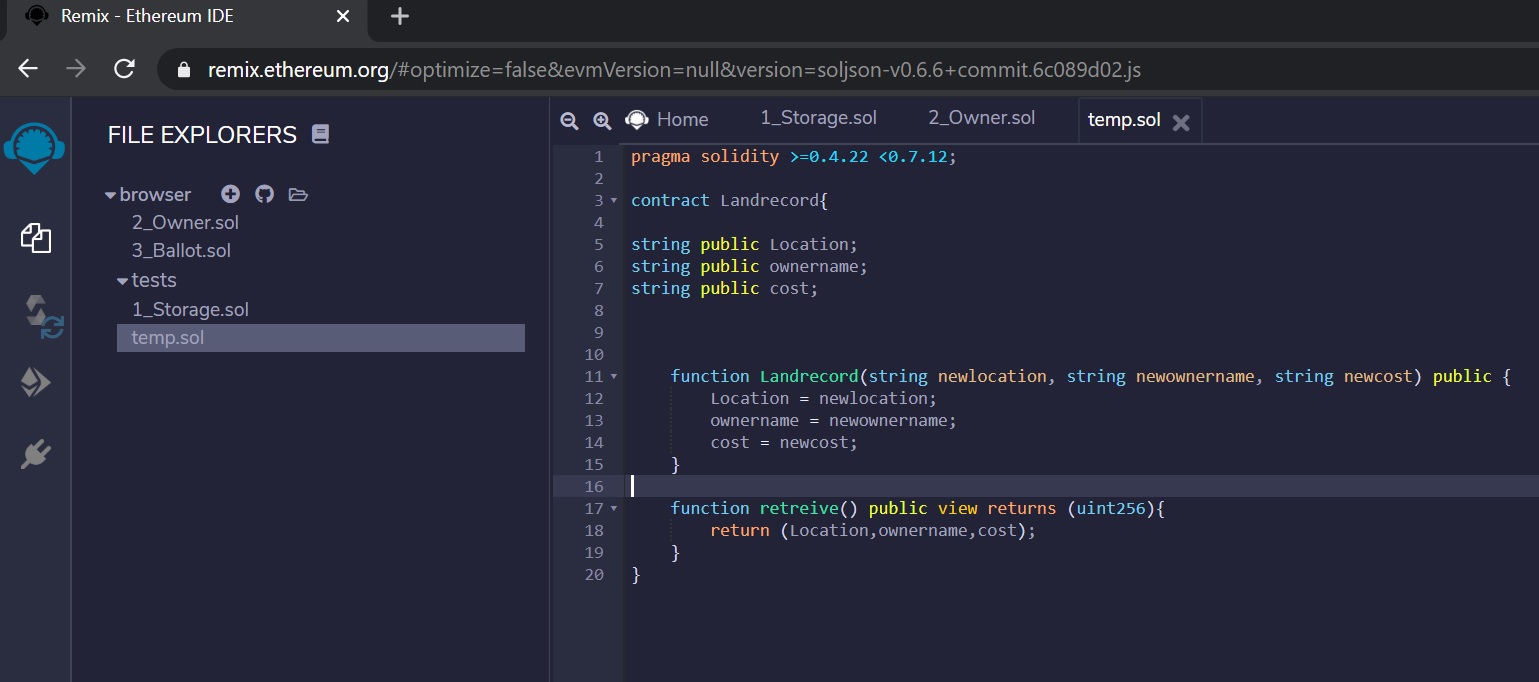 Remix - Ethereum IDE
remix.ethereum.org/#optimize=false&evmVersion=null&version=soljson-v0.6.6+commit.6c089d02.js
FILE EXPLORERS
browser
2_Owner.sol
3_Ballot.sol
tests
1_Storage.sol
temp.sol
Home 1_Storage.sol 2_Owner.sol temp.sol
1 pragma solidity >=0.4.22 <0.7.12;
2
3 contract Landrecord{
4
5 string public Location;
6 string public ownername;
7 string public cost;
8
9
10
11 function Landrecord(string newlocation, string newownername, string newcost) public {
12 Location = newlocation;
13 ownername = newownername;
14 cost = newcost;
15 }
16
17 function retreive() public view returns (uint256){
18 return (Location,ownername,cost);
19 }
20 }